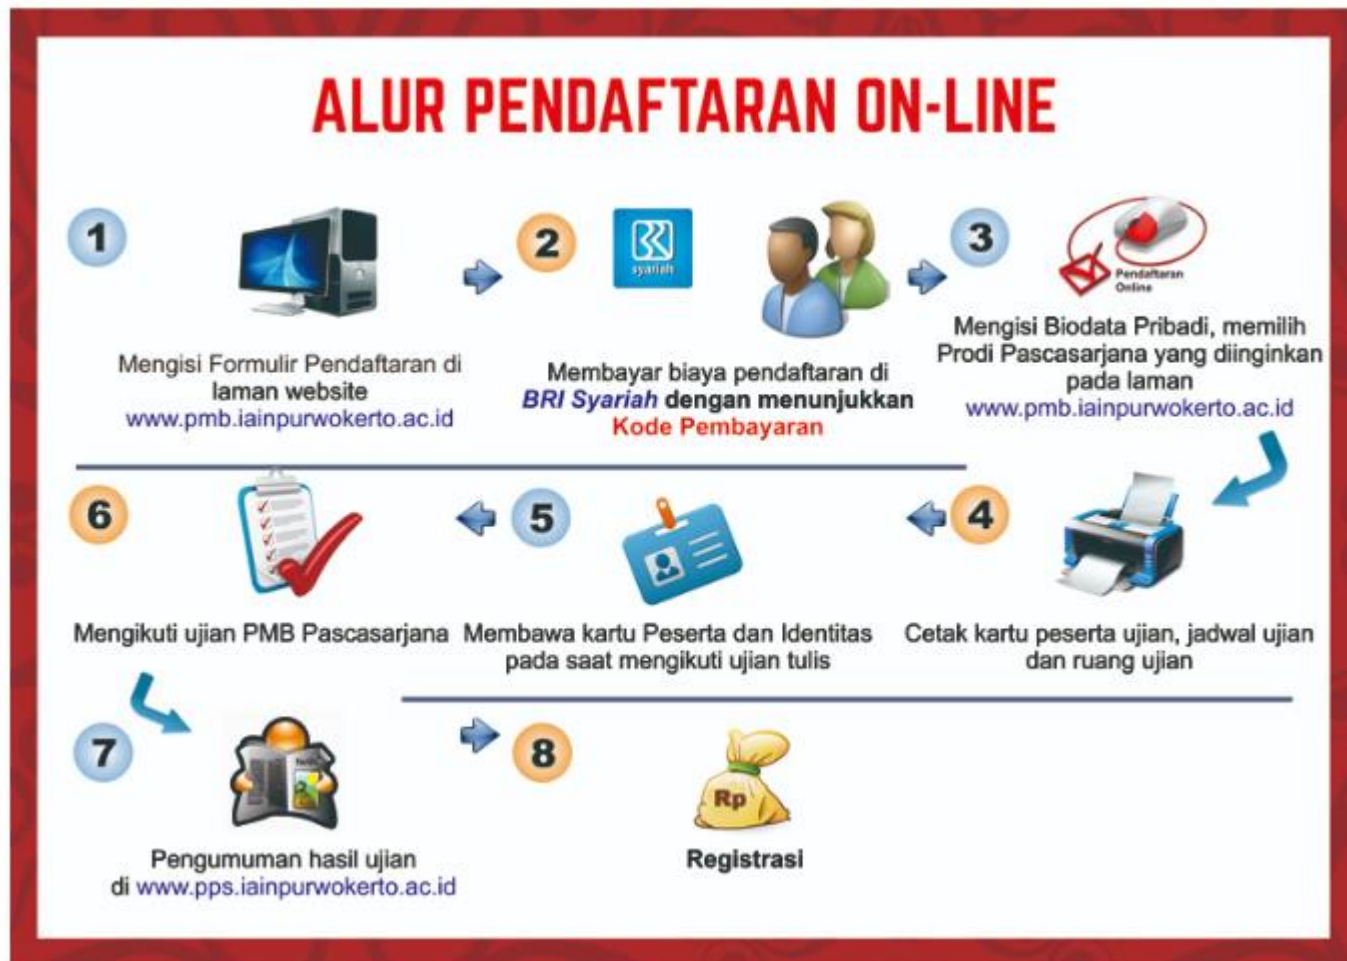 ALUR PENDAFTARAN ON-LINE
1
Mengisi Formulir Pendaftaran di
laman website
www.pmb.iainpurwokerto.ac.id
2
syariah
Membayar biaya pendaftaran di
BRI Syariah dengan menunjukkan
Kode Pembayaran
3
Pendaftaran
Online
Mengisi Biodata Pribadi, memilih
Prodi Pascasarjana yang diinginkan
pada laman
www.pmb.iainpurwokerto.ac.id
4
Cetak kartu peserta ujian, jadwal ujian
dan ruang ujian
5
Membawa kartu Peserta dan Identitas
pada saat mengikuti ujian tulis
6
Mengikuti ujian PMB Pascasarjana
7
Pengumuman hasil ujian
di www.pps.iainpurwokerto.ac.id
8
Rp
Registrasi